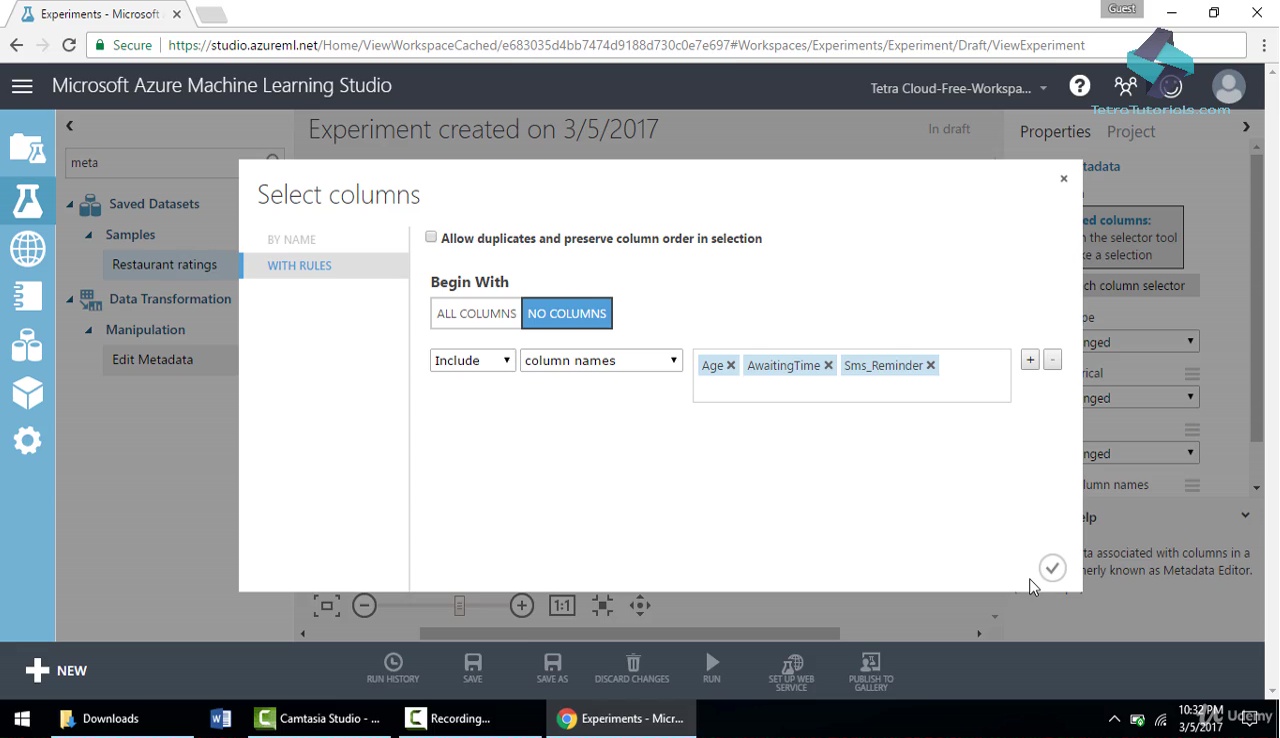 Experiments - Microsoft
Guest
Secure
https://studio.azureml.net/Home/ViewWorkspaceCached/e683035d4bb7474d9188d730c0e7e697#Workspaces/Experiments/Experiment/Draft/ViewExperiment
Microsoft Azure Machine Learning Studio
Tetra Cloud-Free-Workspa...
?
TetraTutorials.com
Experiment created on 3/5/2017
In draft
Properties Project
meta
Saved Datasets
Samples
Restaurant ratings
Data Transformation
Manipulation
Edit Metadata
Select columns
×
BY NAME
WITH RULES
Allow duplicates and preserve column order in selection
Begin With
ALL COLUMNS NO COLUMNS
Include column names Age AwaitingTime Sms_Reminder + -
tadata
ed columns:
n the selector tool
ke a selection
ch column selector
pe
nged
rical
nged
nged
lumn names
elp
ta associated with columns in a
merly known as Metadata Editor.
1:1
NEW
RUN HISTORY
SAVE
SAVE AS
DISCARD CHANGES
RUN
SET UP WEB
SERVICE
PUBLISH TO
GALLERY
Downloads
Camtasia Studio - ...
Recording...
Experiments - Micr...
10:32 PM
3/5/2017
Udemy